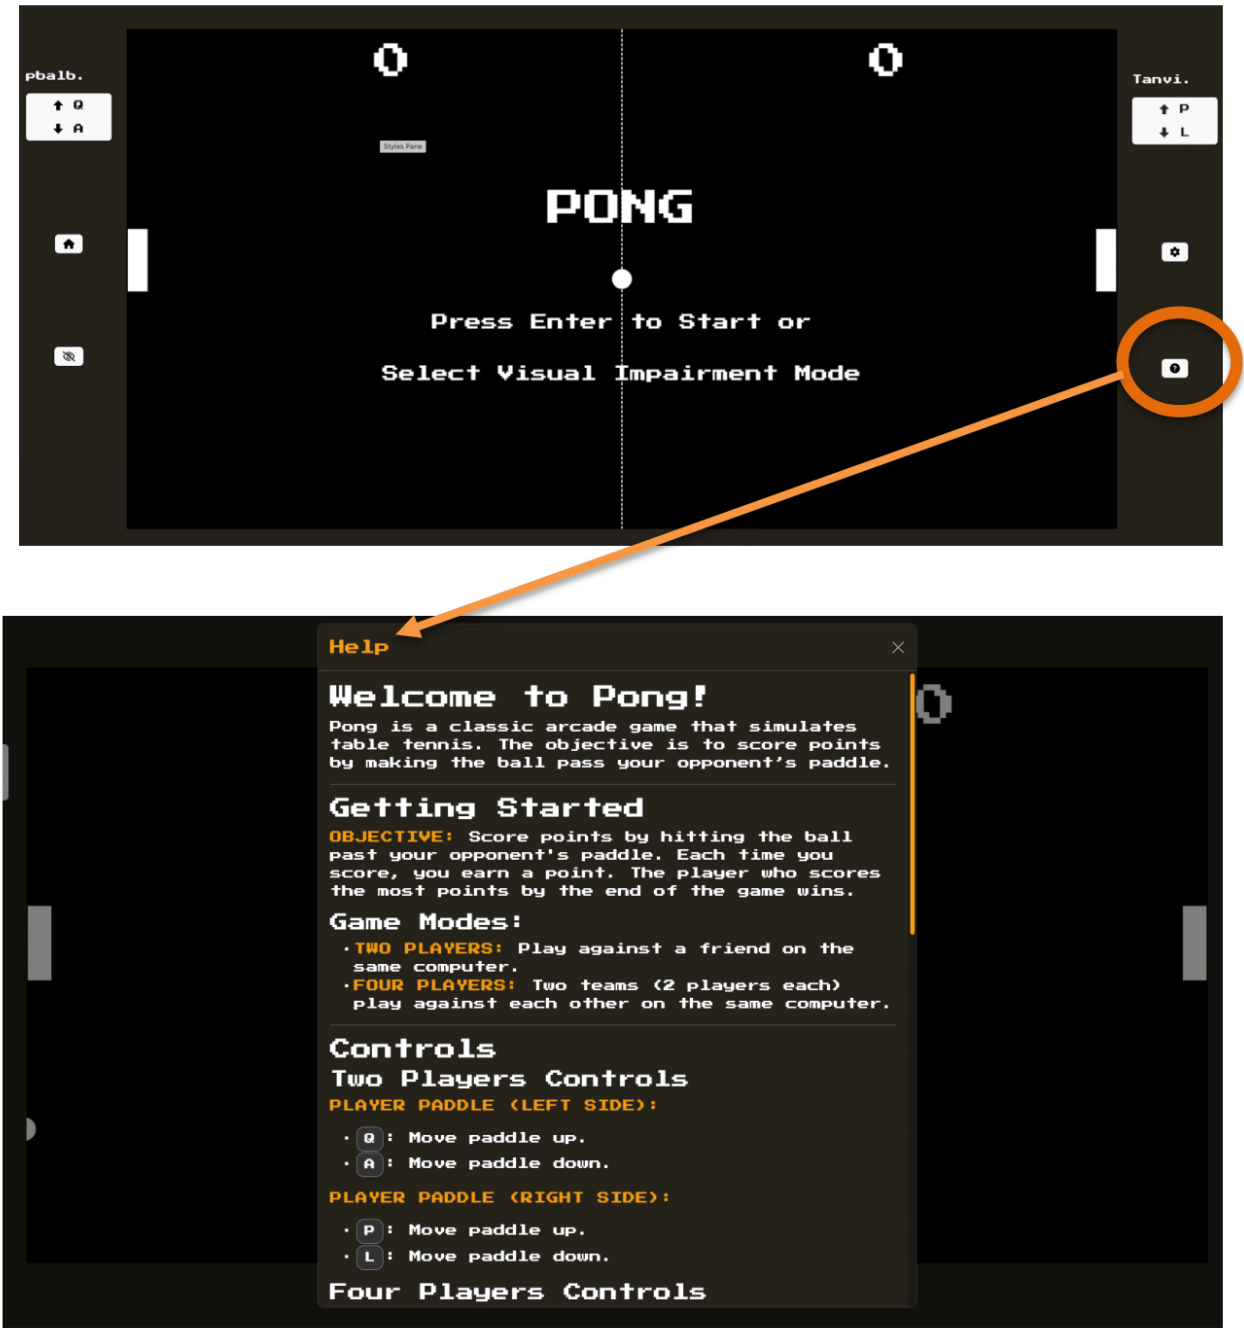 0 0
pbalb.
↑ Q
↓ A
Tanvi.
↑ P
↓ L
Styles Pane
PONG
Press Enter to Start or
Select Visual Impairment Mode
?
Help ×
0
Welcome to Pong!
Pong is a classic arcade game that simulates
table tennis. The objective is to score points
by making the ball pass your opponent’s paddle.
Getting Started
OBJECTIVE: Score points by hitting the ball
past your opponent's paddle. Each time you
score, you earn a point. The player who scores
the most points by the end of the game wins.
Game Modes:
·TWO PLAYERS: Play against a friend on the
same computer.
·FOUR PLAYERS: Two teams (2 players each)
play against each other on the same computer.
Controls
Two Players Controls
PLAYER PADDLE (LEFT SIDE):
· Q: Move paddle up.
· A: Move paddle down.
PLAYER PADDLE (RIGHT SIDE):
· P: Move paddle up.
· L: Move paddle down.
Four Players Controls